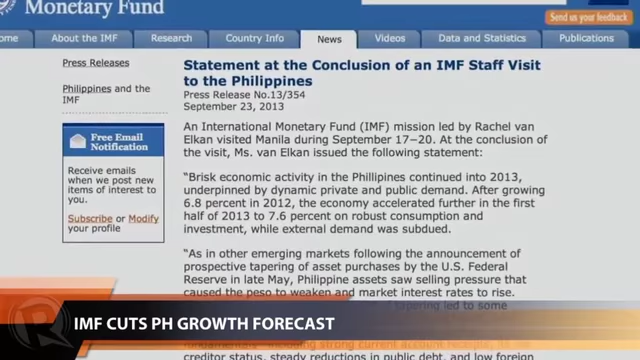 Monetary Fund
Send us your feedback
ome
About the IMF
Research
Country Info
News
Videos
Data and Statistics
Publications
Press Releases
Philippines and the
IMF
Free Email
Notification
Receive emails
when we post new
items of interest to
you.
Subscribe or Modify
your profile
Statement at the Conclusion of an IMF Staff Visit
to the Philippines
Press Release No.13/354
September 23, 2013
An International Monetary Fund (IMF) mission led by Rachel van
Elkan visited Manila during September 17−20. At the conclusion of
the visit, Ms. van Elkan issued the following statement:
“Brisk economic activity in the Phillipines continued into 2013,
underpinned by dynamic private and public demand. After growing
6.8 percent in 2012, the economy accelerated further in the first
half of 2013 to 7.6 percent on robust consumption and
investment, while external demand was subdued.
“As in other emerging markets following the announcement of
prospective tapering of asset purchases by the U.S. Federal
Reserve in late May, Philippine assets saw selling pressure that
caused the peso to weaken and market interest rates to rise.
of tapering led to some
creditor status, steady reductions in public debt, and low foreign
R
IMF CUTS PH GROWTH FORECAST